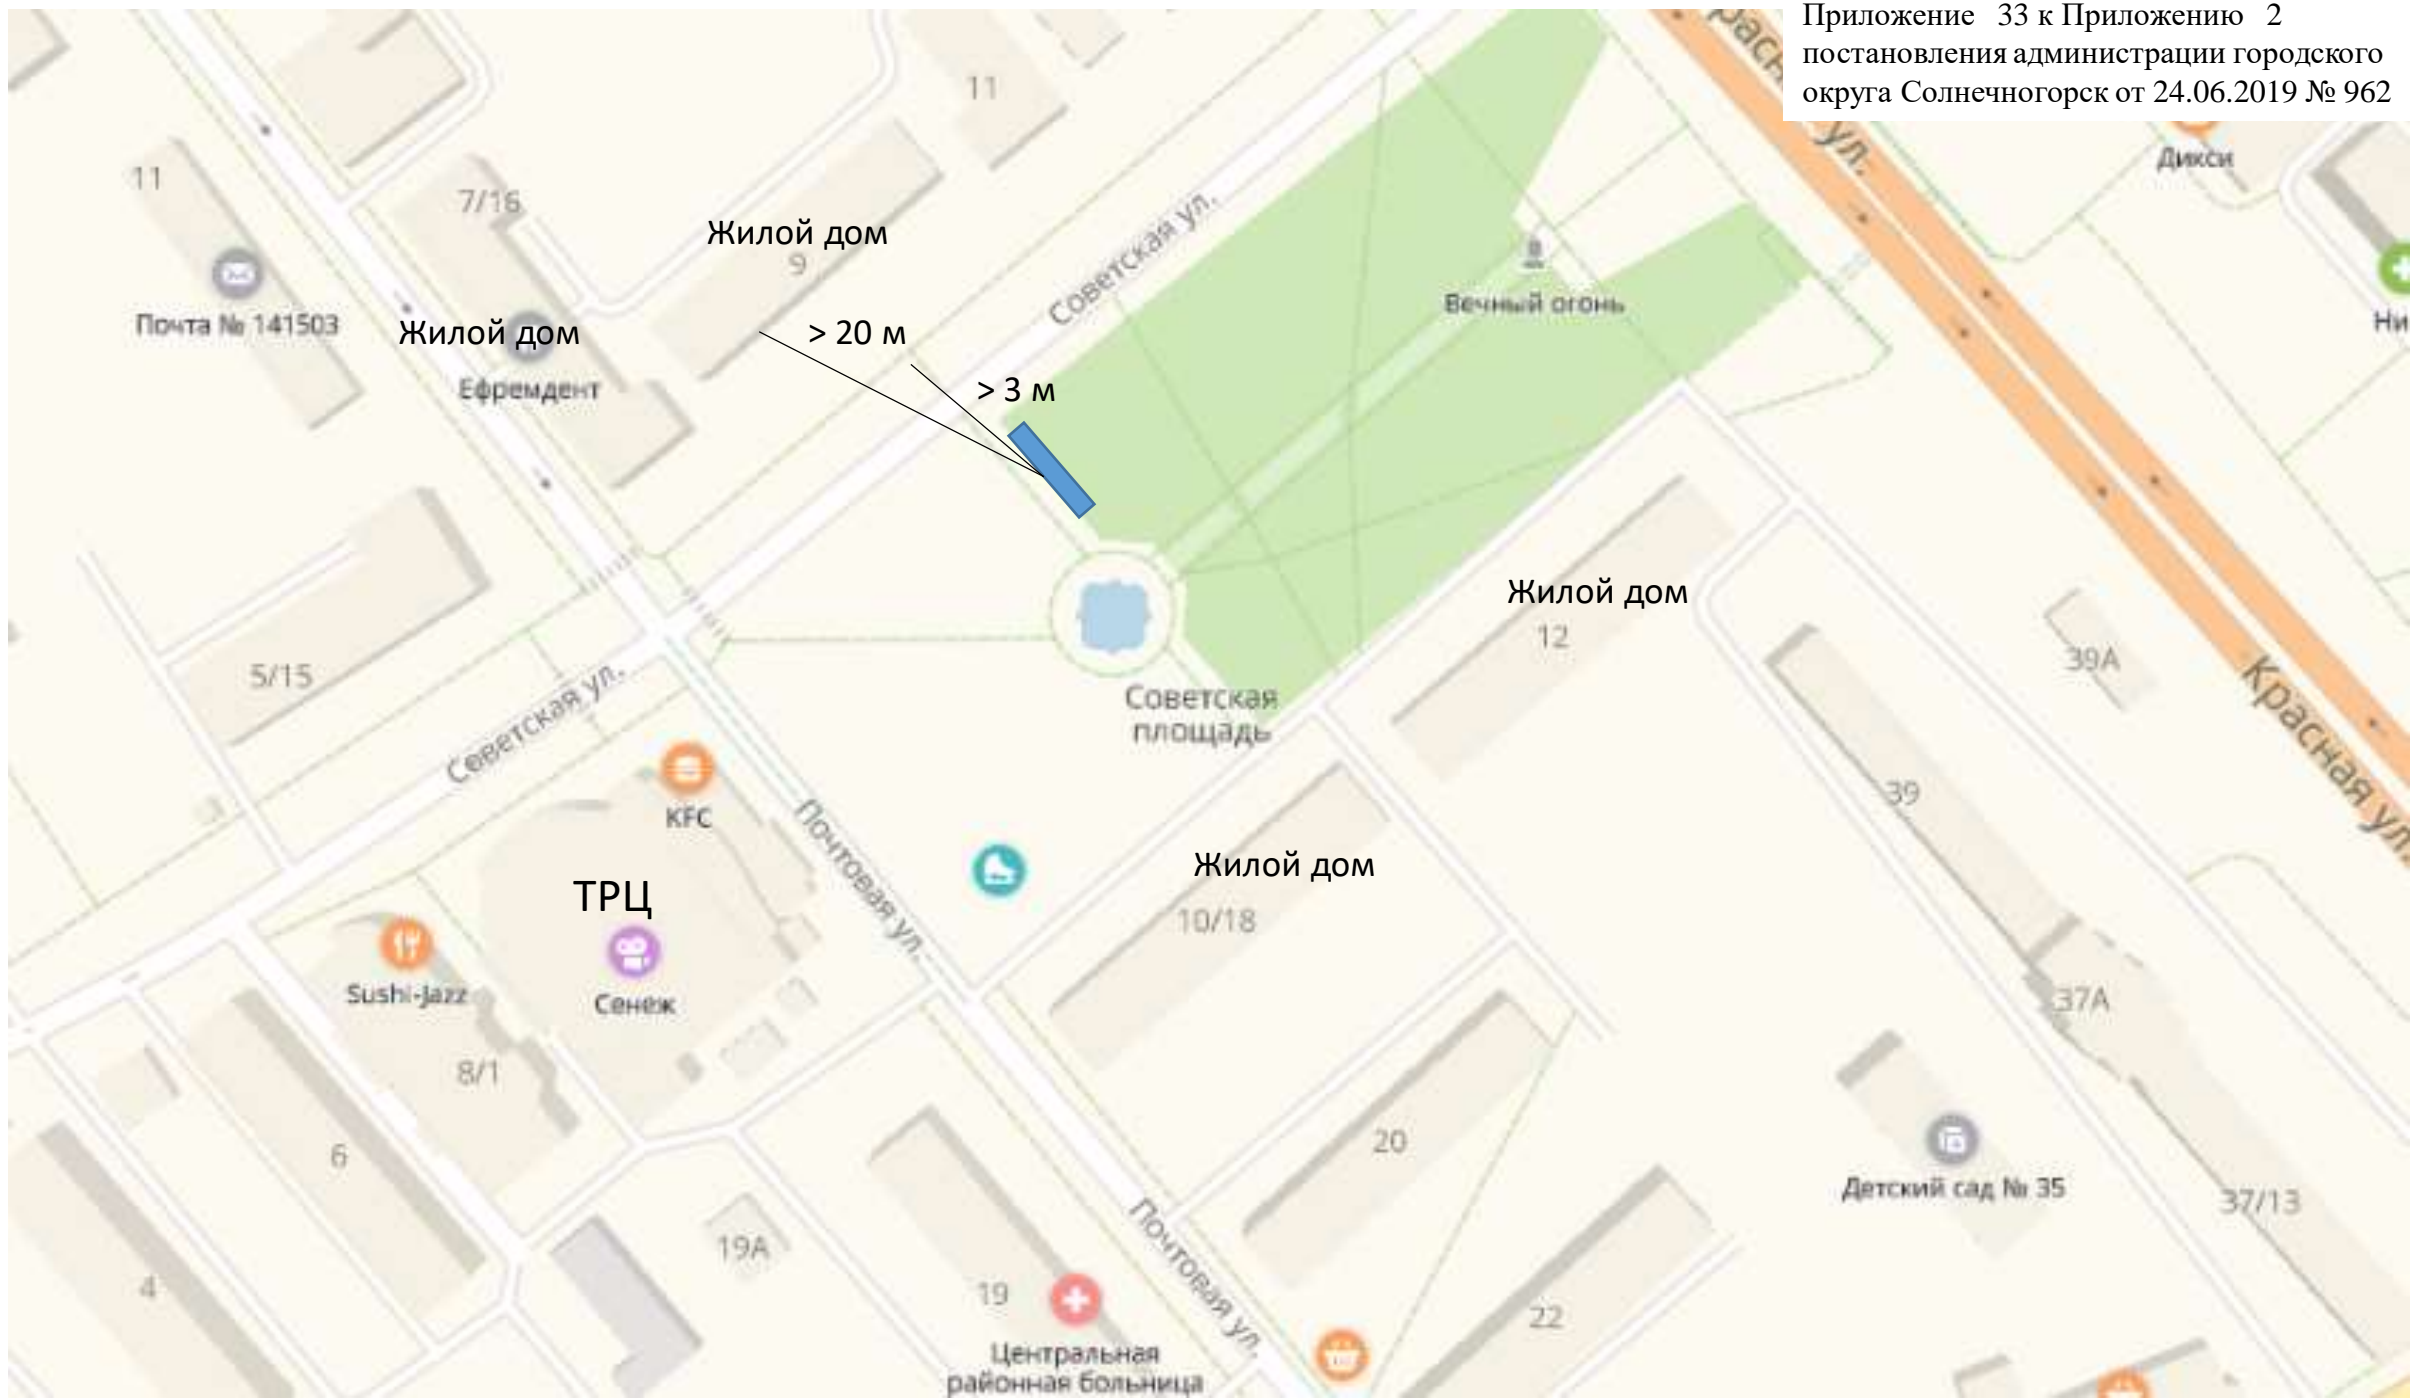 Приложение 33 к Приложению 2
постановления администрации городского
округа Солнечногорск от 24.06.2019 № 962
Красн
ул.
Дикси
11
11
7/16
Жилой дом
9
Советская ул.
Почта № 141503
Жилой дом
Ефремдент
> 20 м
> 3 м
Вечный огонь
Ни
5/15
Советская ул.
Жилой дом
12
39А
Красная ул.
Советская
площадь
KFC
39
Почтовая ул.
Жилой дом
10/18
ТРЦ
Sushi-Jazz
Сенеж
8/1
37А
6
20
Детский сад № 35
37/13
4
19А
19
Почтовая ул.
22
Центральная
районная больница